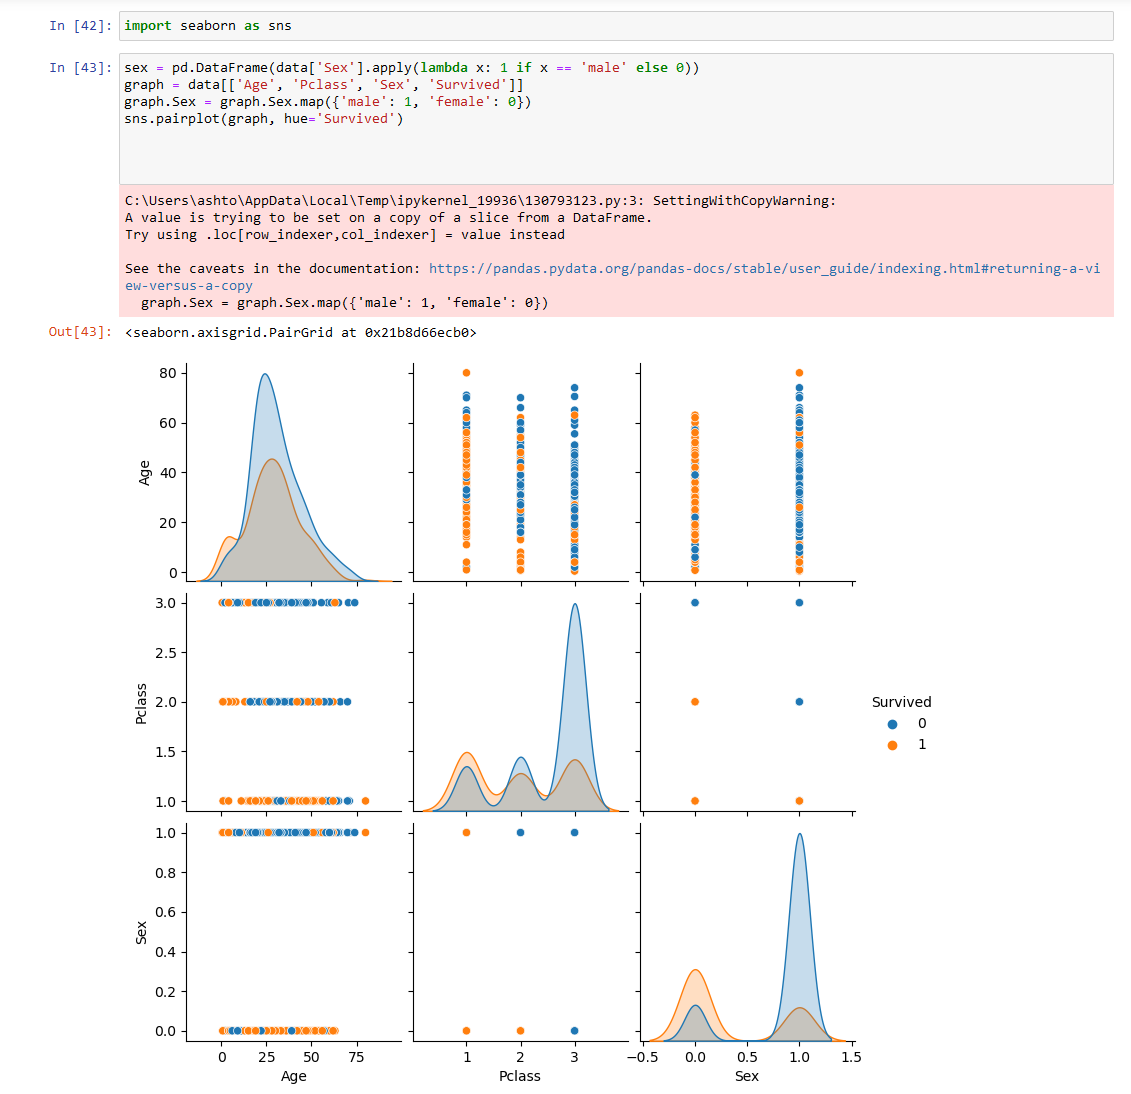 In [42]: import seaborn as sns
In [43]: sex = pd.DataFrame(data['Sex'].apply(lambda x: 1 if x == 'male' else 0))
graph = data[['Age', 'Pclass', 'Sex', 'Survived']]
graph.Sex = graph.Sex.map({'male': 1, 'female': 0})
sns.pairplot(graph, hue='Survived')
C:\Users\ashto\AppData\Local\Temp\ipykernel_19936\130793123.py:3: SettingWithCopyWarning:
A value is trying to be set on a copy of a slice from a DataFrame.
Try using .loc[row_indexer,col_indexer] = value instead
See the caveats in the documentation: https://pandas.pydata.org/pandas-docs/stable/user_guide/indexing.html#returning-a-vi
ew-versus-a-copy
graph.Sex = graph.Sex.map({'male': 1, 'female': 0})
Out[43]: <seaborn.axisgrid.PairGrid at 0x21b8d66ecb0>
80
60
40
20
0
Age
3.0
2.5
2.0
1.5
1.0
Pclass
Survived
0
1
1.0
0.8
0.6
0.4
0.2
0.0
Sex
0 25 50 75
Age
1 2 3
Pclass
−0.5 0.0 0.5 1.0 1.5
Sex